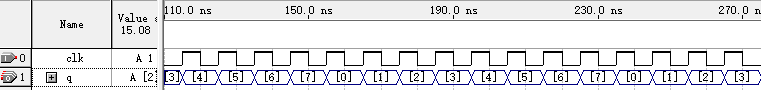 Name Value a 15.08 110.0 ns 150.0 ns 190.0 ns 230.0 ns 270.0 n
0 clk A 1
1 q A [2] [3] [4] [5] [6] [7] [0] [1] [2] [3] [4] [5] [6] [7] [0] [1] [2] [3]